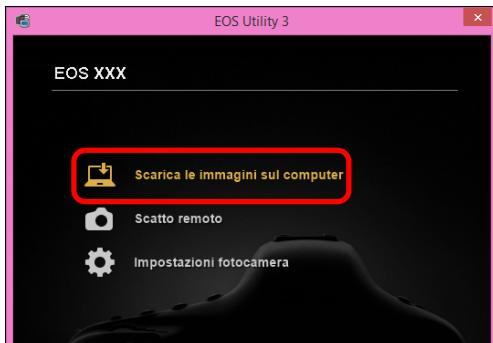 EOS Utility 3
EOS XXX
Scarica le immagini sul computer
Scatto remoto
Impostazioni fotocamera